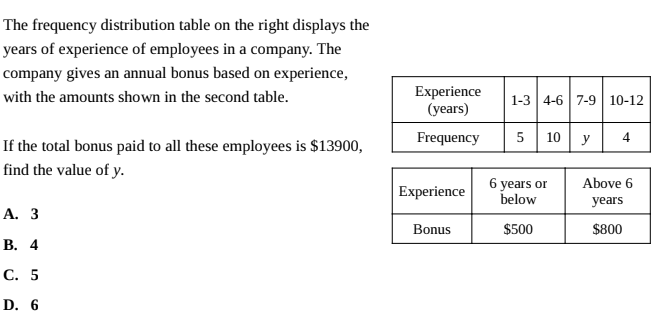 The frequency distribution table on the right displays the
years of experience of employees in a company. The
company gives an annual bonus based on experience,
with the amounts shown in the second table.
If the total bonus paid to all these employees is $13900,
find the value of y.
A. 3
B. 4
C. 5
D. 6
Experience
(years)
1-3 4-6 7-9 10-12
Frequency 5 10 y 4
Experience
6 years or
below
Above 6
years
Bonus $500 $800